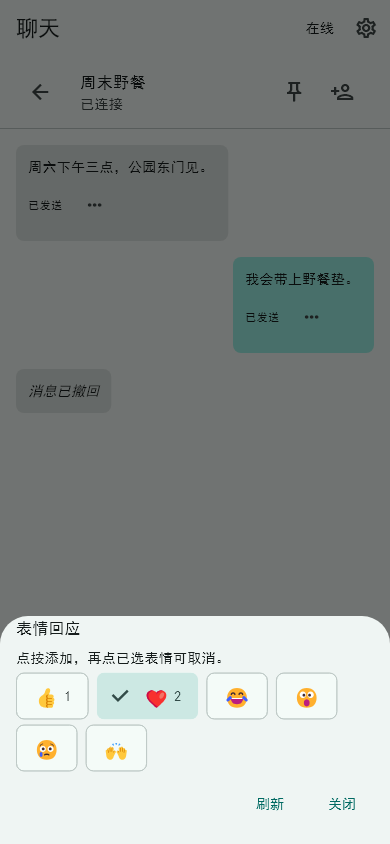 聊天
在线
周末野餐
已连接
周六下午三点，公园东门见。
已发送
我会带上野餐垫。
已发送
消息已撤回
表情回应
点按添加，再点已选表情可取消。
👍 1
❤️ 2
😂
😮
😢
🙌
刷新
关闭